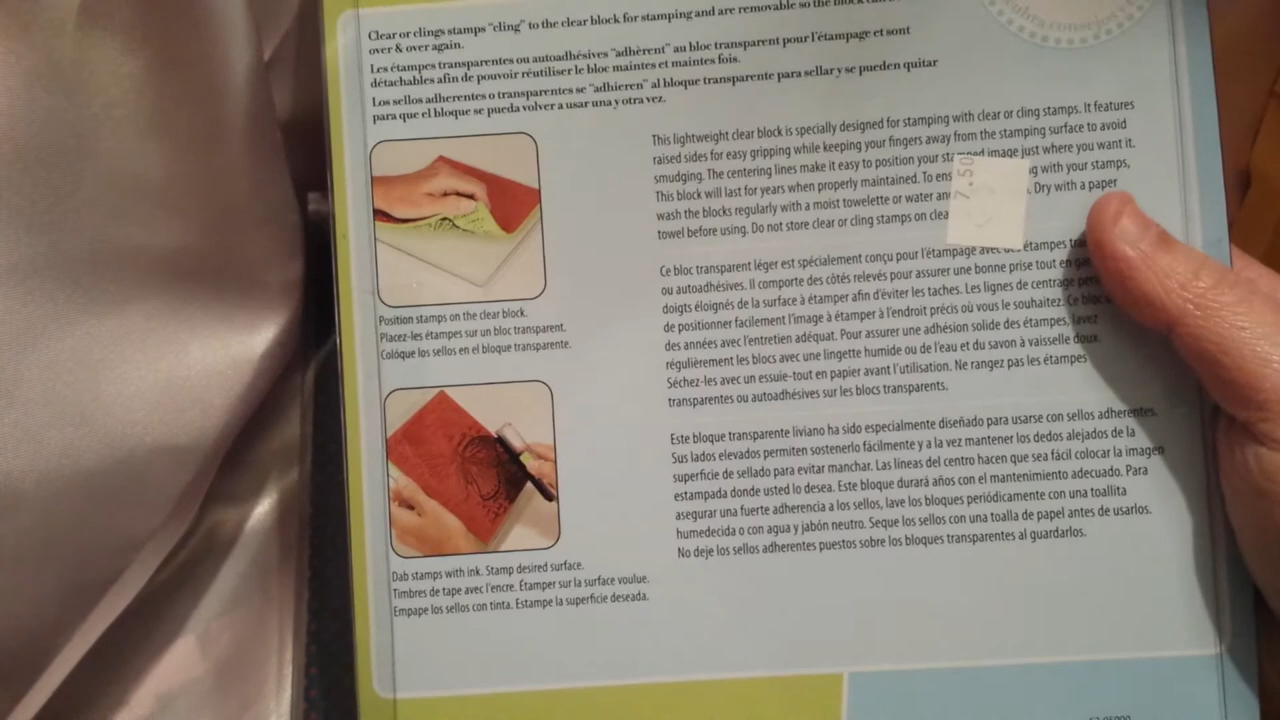 Clear or clings stamps "cling" to the clear block for stamping and are removable so the block can be
over & over again.
Les étampes transparentes ou autoadhésives "adhèrent" au bloc transparent pour l'étampage et sont
détachables afin de pouvoir réutiliser le bloc maintes et maintes fois.
Los sellos adherentes o transparentes se "adhieren" al bloque transparente para sellar y se pueden quitar
para que el bloque se pueda volver a usar una y otra vez.
Position stamps on the clear block.
Placez-les étampes sur un bloc transparent.
Colóque los sellos en el bloque transparente.
Dab stamps with ink. Stamp desired surface.
Timbres de tape avec l'encre. Étamper sur la surface voulue.
Empape los sellos con tinta. Estampe la superficie deseada.
consejos
This lightweight clear block is specially designed for stamping with clear or cling stamps. It features
raised sides for easy gripping while keeping your fingers away from the stamping surface to avoid
smudging. The centering lines make it easy to position your stamped image just where you want it.
This block will last for years when properly maintained. To with your stamps,
wash the blocks regularly with a moist towelette or water Dry with a paper
towel before using. Do not store clear or cling stamps on
7.50
Ce bloc transparent léger est spécialement conçu pour l'étampage avec étampes
ou autoadhésives. Il comporte des côtés relevés pour assurer une bonne prise tout en
doigts éloignés de la surface à étamper afin d'éviter les taches. Les lignes de centrage
de positionner facilement l'image à étamper à l'endroit précis où vous le souhaitez. Ce bloc
des années avec l'entretien adéquat. Pour assurer une adhésion solide des étampes, lavez
régulièrement les blocs avec une lingette humide ou de l'eau et du savon à vaisselle doux.
Séchez-les avec un essuie-tout en papier avant l'utilisation. Ne rangez pas les étampes
transparentes ou autoadhésives sur les blocs transparents.
Este bloque transparente liviano ha sido especialmente diseñado para usarse con sellos adherentes.
Sus lados elevados permiten sostenerlo fácilmente y a la vez mantener los dedos alejados de la
superficie de sellado para evitar manchar. Las líneas del centro hacen que sea fácil colocar la imagen
estampada donde usted lo desea. Este bloque durará años con el mantenimiento adecuado. Para
asegurar una fuerte adherencia a los sellos, lave los bloques periódicamente con una toallita
humedecida o con agua y jabón neutro. Seque los sellos con una toalla de papel antes de usarlos.
No deje los sellos adherentes puestos sobre los bloques transparentes al guardarlos.